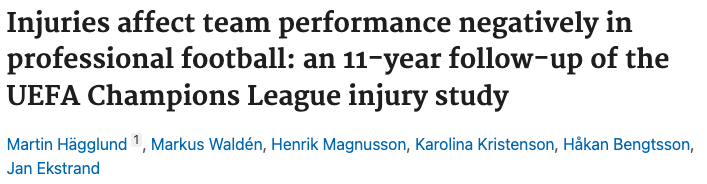 Injuries affect team performance negatively in
professional football: an 11-year follow-up of the
UEFA Champions League injury study
Martin Hägglund 1, Markus Waldén, Henrik Magnusson, Karolina Kristenson, Håkan Bengtsson,
Jan Ekstrand